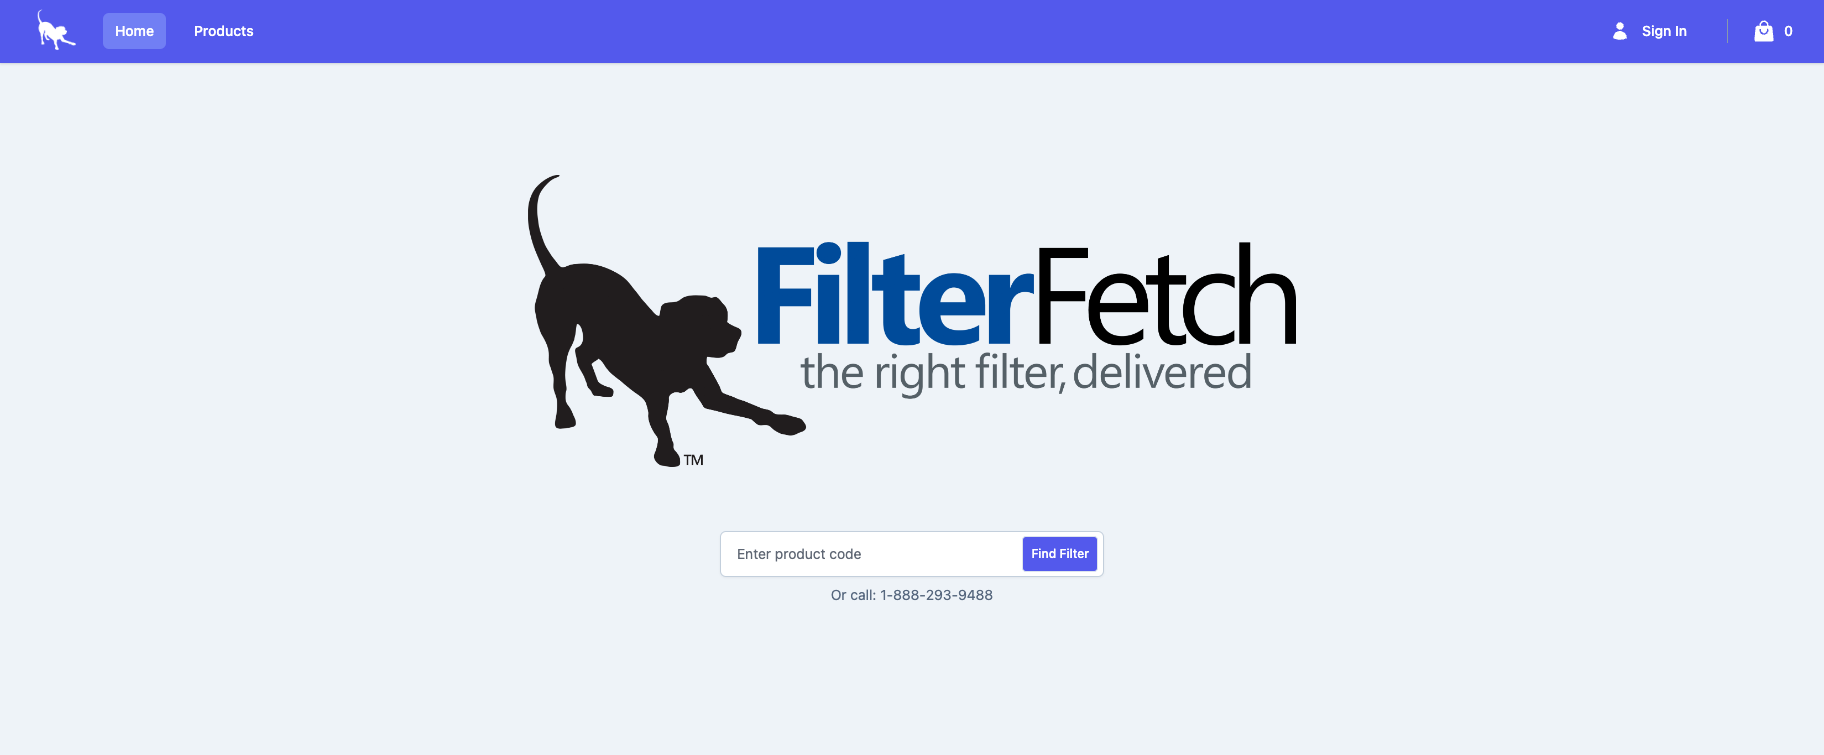 Home
Products
Sign In
0
FilterFetch
the right filter, delivered
TM
Enter product code
Find Filter
Or call: 1-888-293-9488